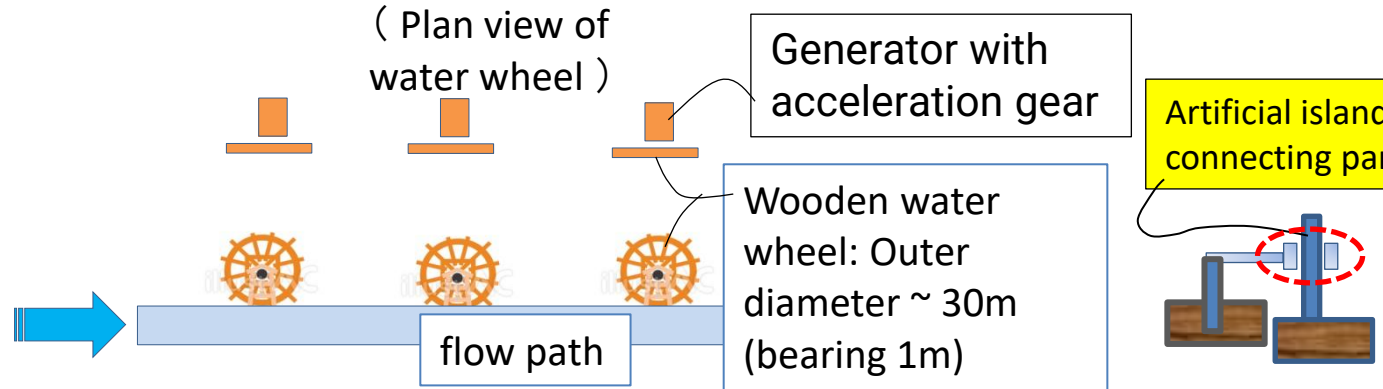 （ Plan view of
water wheel ）
Generator with
acceleration gear
Artificial island
connecting par
Wooden water
wheel: Outer
diameter ~ 30m
(bearing 1m)
flow path